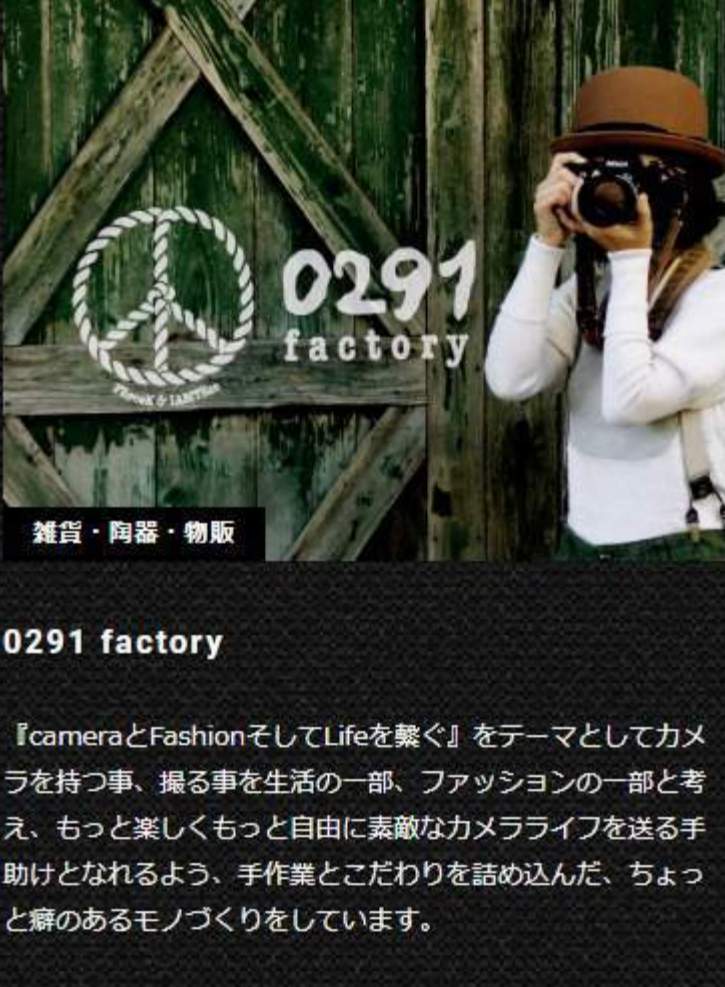 0291
factory
雑貨・陶器・物販
0291 factory
『cameraとFashionそしてLifeを繋ぐ』をテーマとしてカメ
ラを持つ事、撮る事を生活の一部、ファッションの一部と考
え、もっと楽しくもっと自由に素敵なカメラライフを送る手
助けとなれるよう、手作業とこだわりを詰め込んだ、ちょっ
と癖のあるモノづくりをしています。